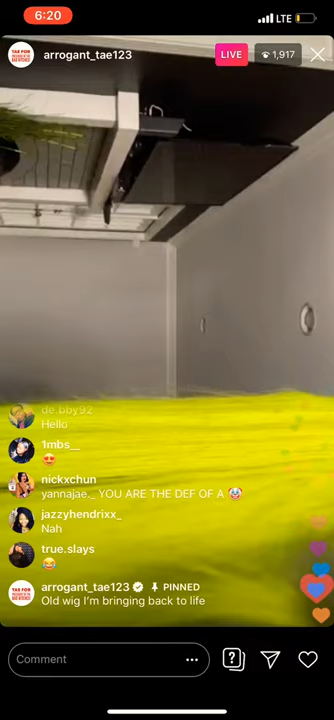 6:20
LTE
arrogant_tae123
LIVE
1,917
de.bby92
Hello
1mbs__
😍
nickxchun
yannajae._ YOU ARE THE DEF OF A 🤡
jazzyhendrixx_
Nah
true.slays
😂
arrogant_tae123 PINNED
Old wig I'm bringing back to life
Comment